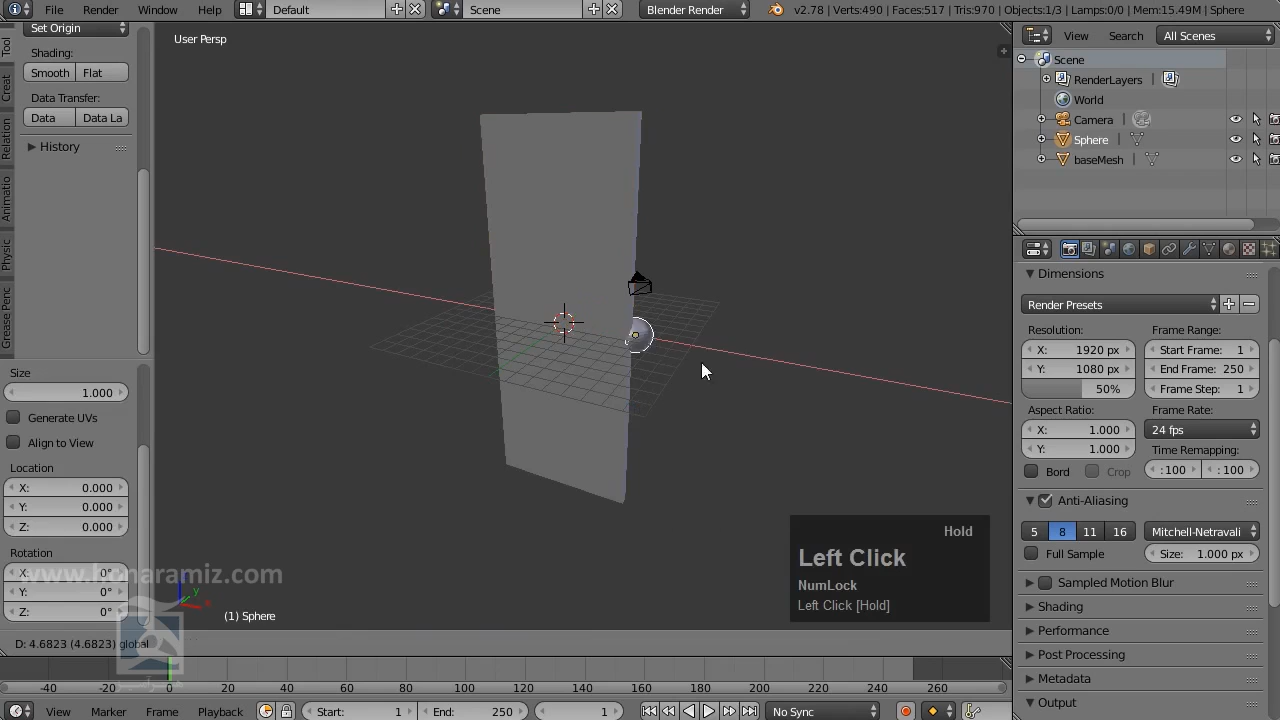 File Render Window Help Default Scene Blender Render v2.78 | Verts:490 | Faces:517 | Tris:970 | Objects:1/3 | Lamps:0/0 | Mem:15.49M | Sphere
Set Origin
Shading:
Smooth Flat
Data Transfer:
Data Data La
History
Tool
Creat
Relation
Animatio
Physic
Grease Penc
Size
1.000
Generate UVs
Align to View
Location
X: 0.000
Y: 0.000
Z: 0.000
Rotation
X: 0°
Y: 0°
Z: 0°
User Persp
(1) Sphere
D: 4.6823 (4.6823) global
Hold
Left Click
NumLock
Left Click [Hold]
View Search All Scenes
Scene
RenderLayers
World
Camera
Sphere
baseMesh
Dimensions
Render Presets
Resolution: Frame Range:
X: 1920 px Start Frame: 1
Y: 1080 px End Frame: 250
50% Frame Step: 1
Aspect Ratio: Frame Rate:
X: 1.000 24 fps
Y: 1.000 Time Remapping:
Bord Crop :100 :100
Anti-Aliasing
5 8 11 16 Mitchell-Netravali
Full Sample Size: 1.000 px
Sampled Motion Blur
Shading
Performance
Post Processing
Metadata
Output
-40 -20 0 20 40 60 80 100 120 140 160 180 200 220 240 260
View Marker Frame Playback Start: 1 End: 250 1 No Sync